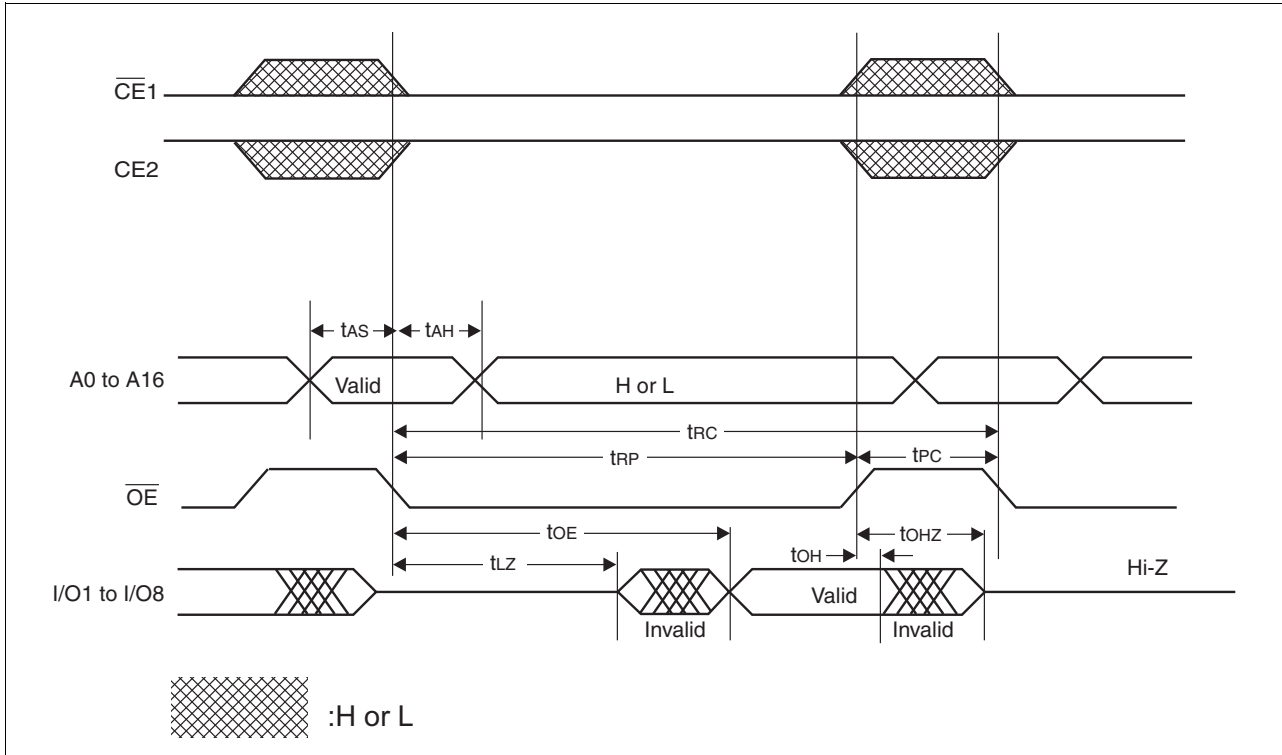 CE1
CE2
tAS
tAH
A0 to A16
Valid
H or L
tRC
tRP
tPC
OE
tOE
tOHZ
tLZ
tOH
I/O1 to I/O8
Valid
Hi-Z
Invalid
Invalid
:H or L